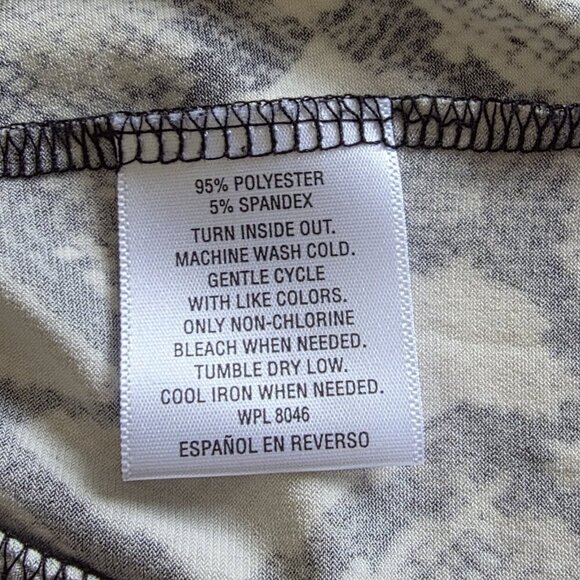 95% POLYESTER
5% SPANDEX
TURN INSIDE OUT.
MACHINE WASH COLD.
GENTLE CYCLE
WITH LIKE COLORS.
ONLY NON-CHLORINE
BLEACH WHEN NEEDED.
TUMBLE DRY LOW.
COOL IRON WHEN NEEDED.
WPL 8046
ESPAÑOL EN REVERSO